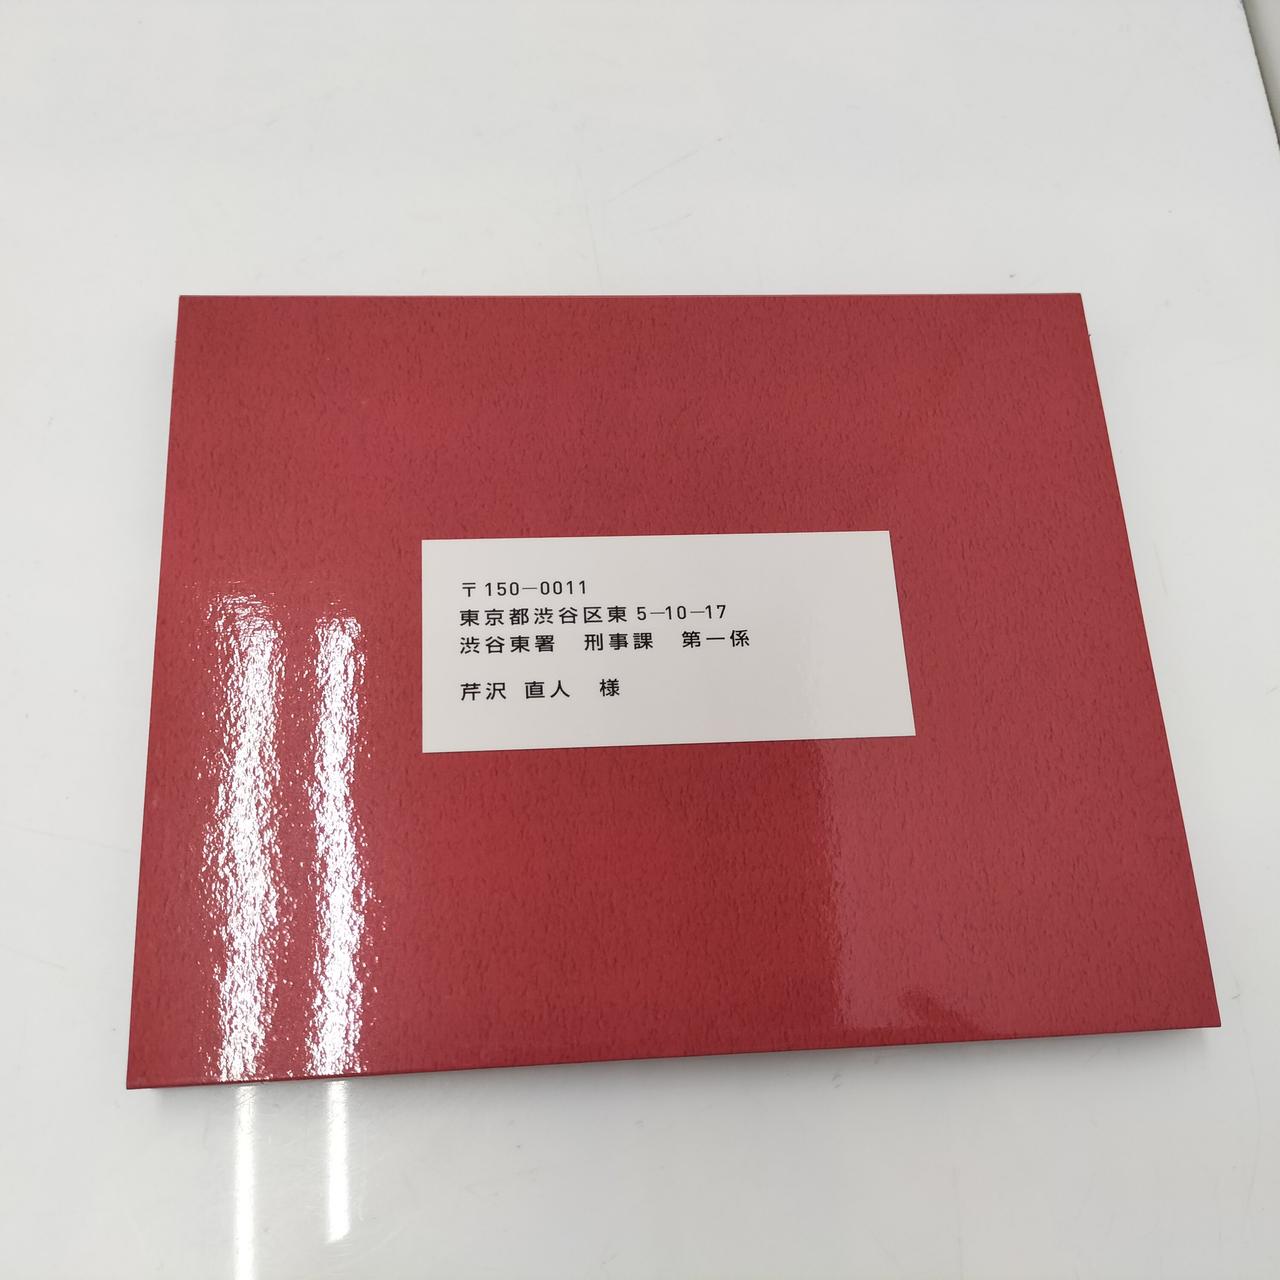 〒150-0011
東京都渋谷区東 5-10-17
渋谷東署　刑事課　第一係
芹沢 直人　様